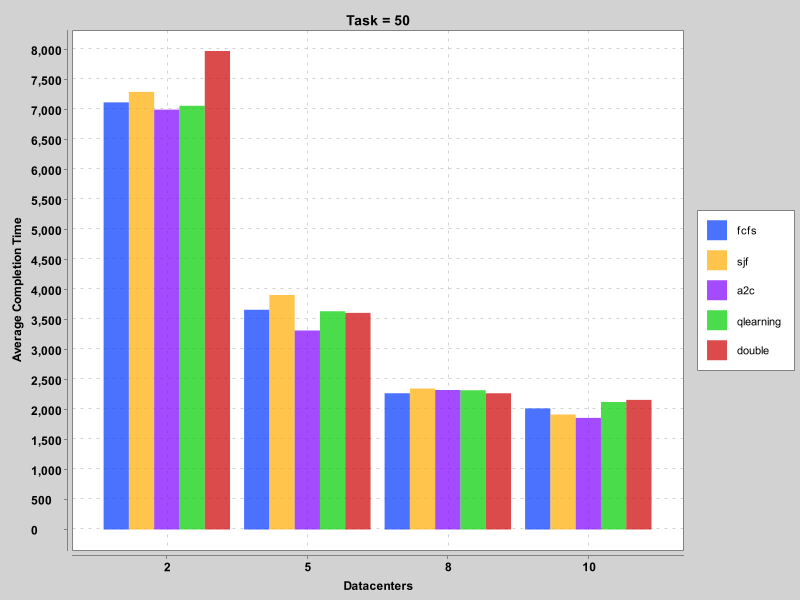 Task = 50
8,000
7,500
7,000
6,500
6,000
5,500
5,000
4,500
4,000
3,500
3,000
2,500
2,000
1,500
1,000
500
0
Average Completion Time
2 5 8 10
Datacenters
fcfs
sjf
a2c
qlearning
double